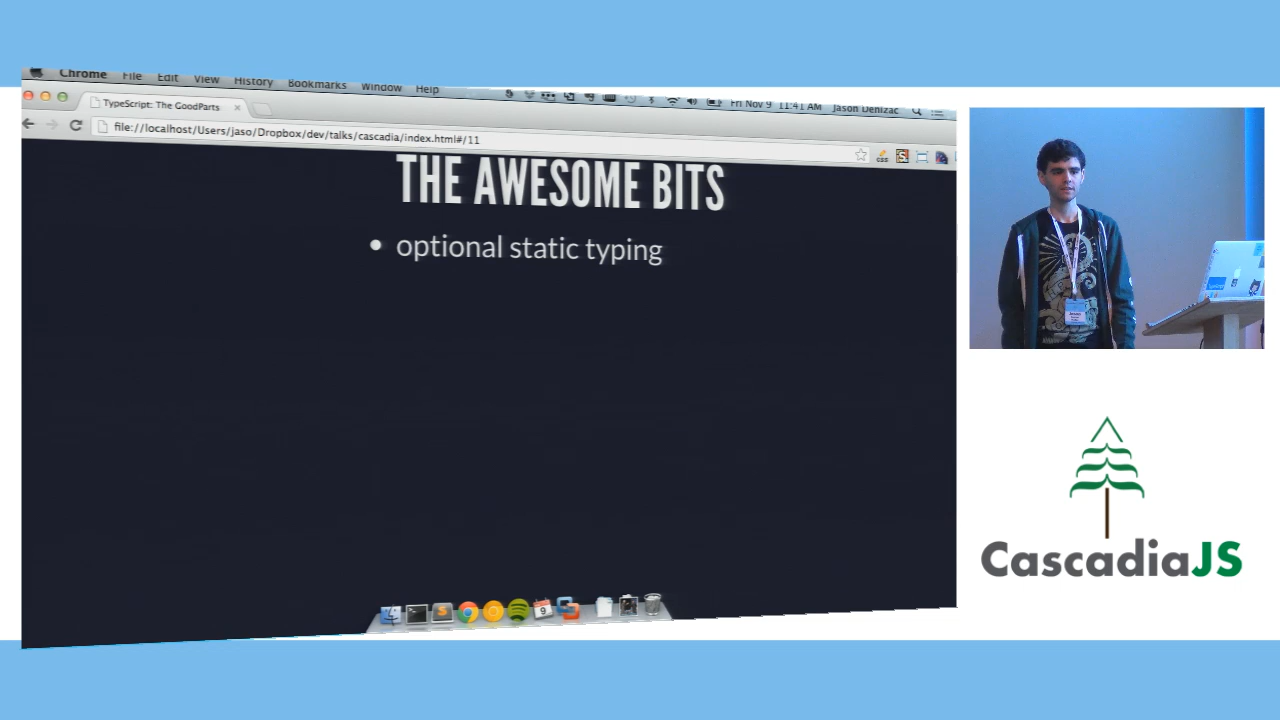 Chrome File Edit View History Bookmarks Window Help Fri Nov 9 11:41 AM Jason Denizac
TypeScript: The GoodParts
file://localhost/Users/jaso/Dropbox/dev/talks/cascadia/index.html#/11
THE AWESOME BITS
• optional static typing
CascadiaJS